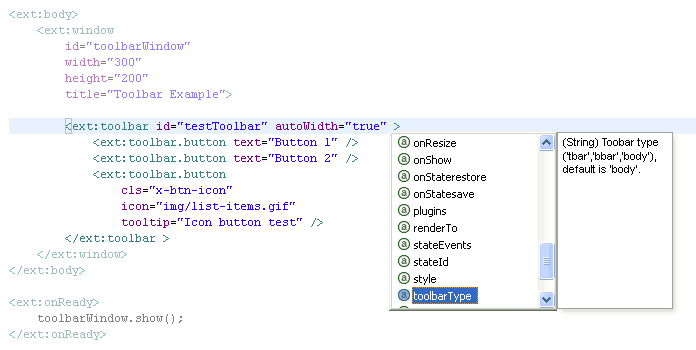 <ext:body>
<ext:window
id="toolbarWindow"
width="300"
height="200"
title="Toolbar Example">
<ext:toolbar id="testToolbar" autoWidth="true" >
<ext:toolbar.button text="Button 1" />
<ext:toolbar.button text="Button 2" />
<ext:toolbar.button
cls="x-btn-icon"
icon="img/list-items.gif"
tooltip="Icon button test" />
</ext:toolbar >
</ext:window>
</ext:body>
<ext:onReady>
toolbarWindow.show();
</ext:onReady>
a onResize
a onShow
a onStaterestore
a onStatesave
a plugins
a renderTo
a stateEvents
a stateId
a style
a toolbarType
(String) Toobar type
('tbar','bbar','body'),
default is 'body'.